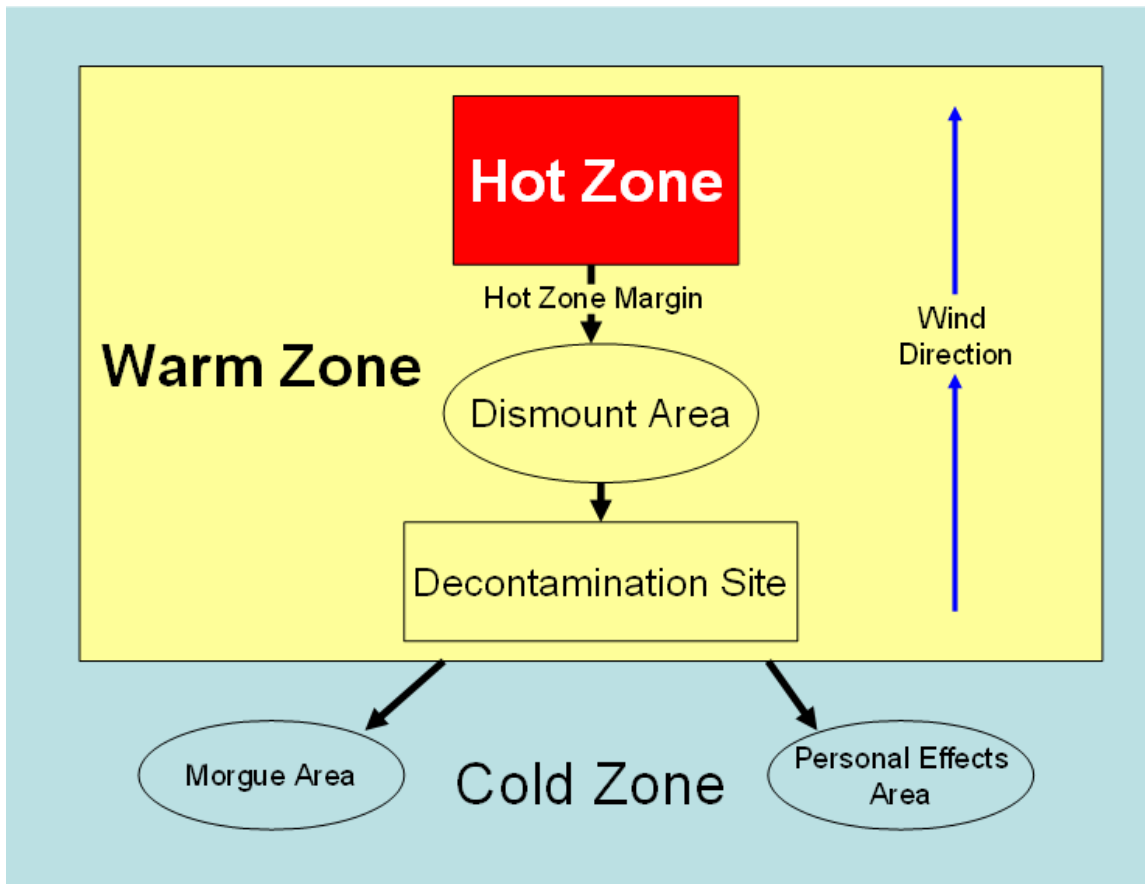 Hot Zone
Hot Zone Margin
Warm Zone
Wind
Direction
Dismount Area
Decontamination Site
Morgue Area
Cold Zone
Personal Effects
Area